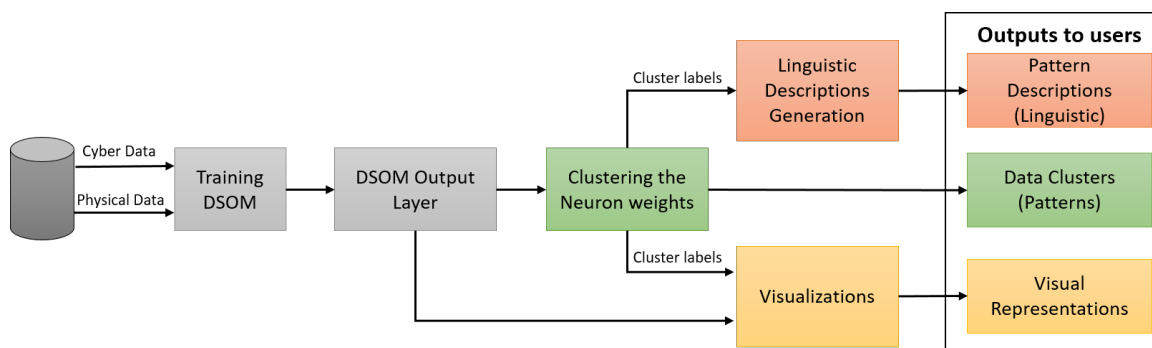 Outputs to users
Cluster labels
Linguistic
Descriptions
Generation
Pattern
Descriptions
(Linguistic)
Cyber Data
Physical Data
Training
DSOM
DSOM Output
Layer
Clustering the
Neuron weights
Data Clusters
(Patterns)
Cluster labels
Visualizations
Visual
Representations